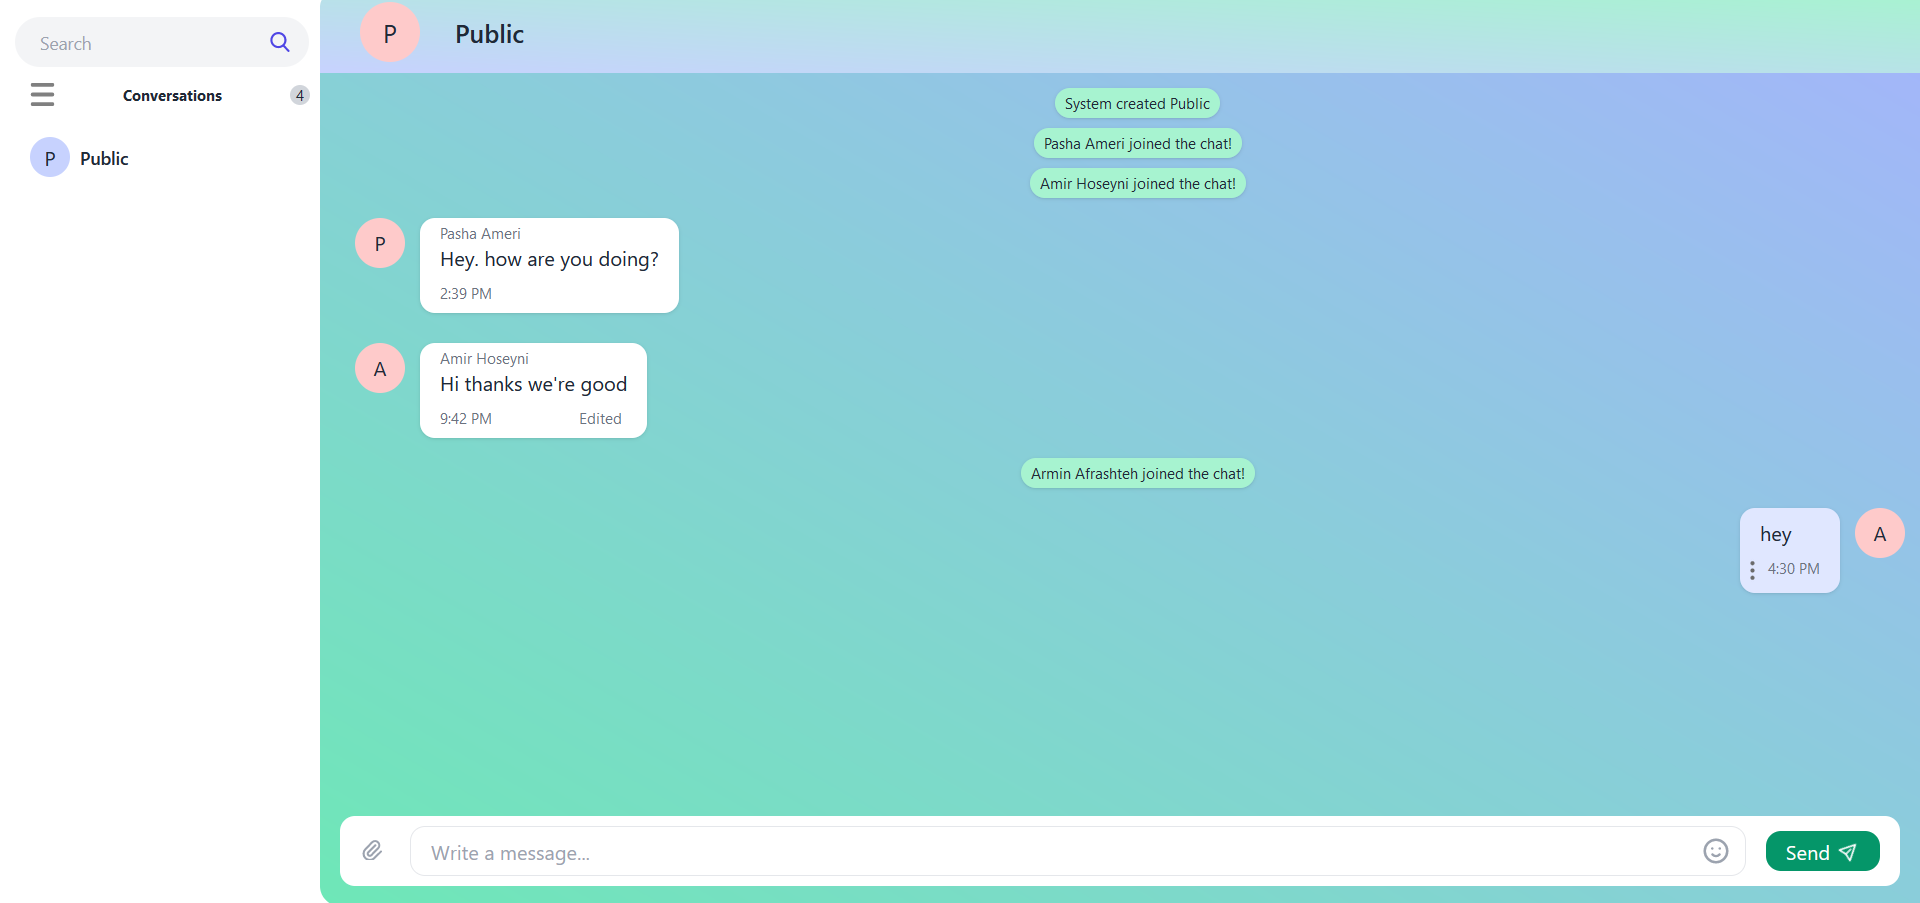 Search
Conversations
4
P
Public
P
Public
System created Public
Pasha Ameri joined the chat!
Amir Hoseyni joined the chat!
P
Pasha Ameri
Hey. how are you doing?
2:39 PM
A
Amir Hoseyni
Hi thanks we're good
9:42 PM Edited
Armin Afrashteh joined the chat!
hey
A
4:30 PM
Write a message...
Send